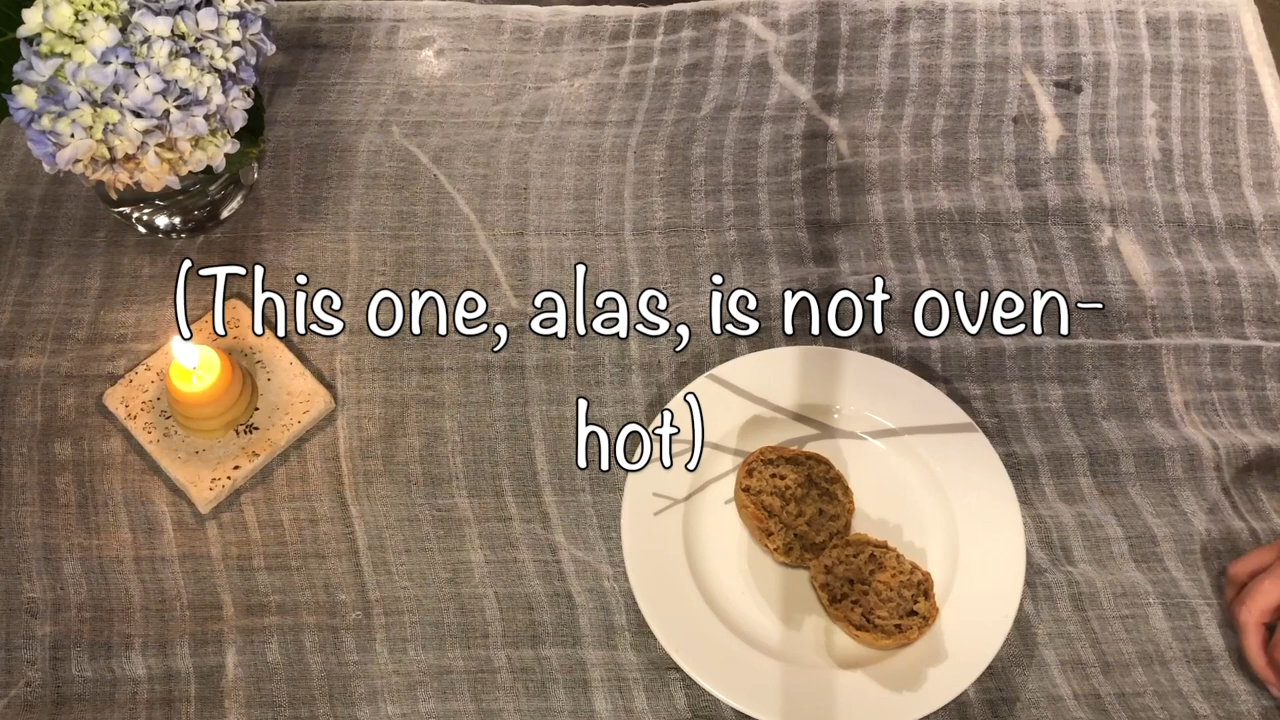 (This one, alas, is not oven-
hot)